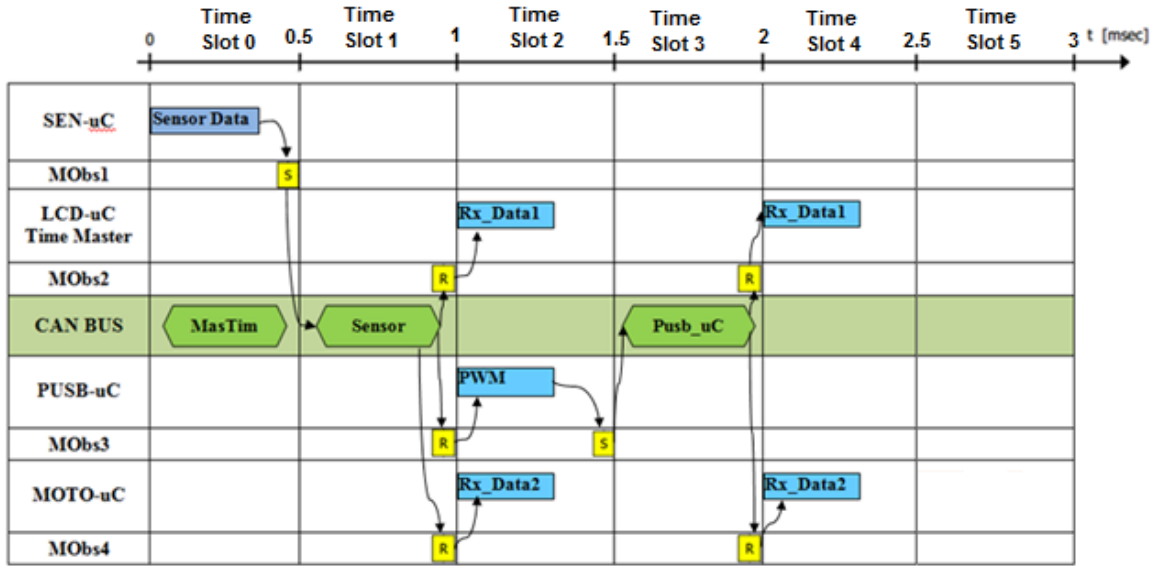 Time Slot 0
Time Slot 1
Time Slot 2
Time Slot 3
Time Slot 4
Time Slot 5
0 0.5 1 1.5 2 2.5 3 t [msec]
SEN-uC
Sensor Data
MObs1
S
LCD-uC
Time Master
Rx_Data1
Rx_Data1
MObs2
R
R
CAN BUS
MasTim
Sensor
Pusb_uC
PUSB-uC
PWM
MObs3
R
S
MOTO-uC
Rx_Data2
Rx_Data2
MObs4
R
R